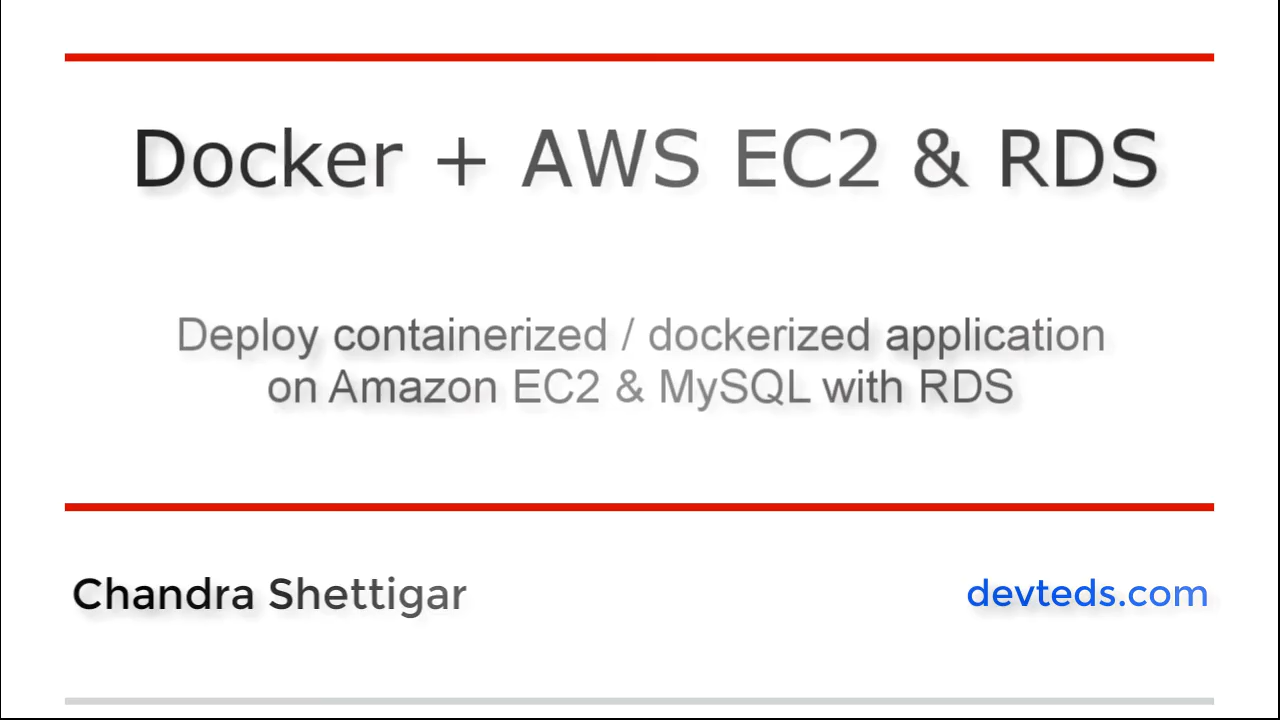 Docker + AWS EC2 & RDS
Deploy containerized / dockerized application
on Amazon EC2 & MySQL with RDS
Chandra Shettigar
devteds.com